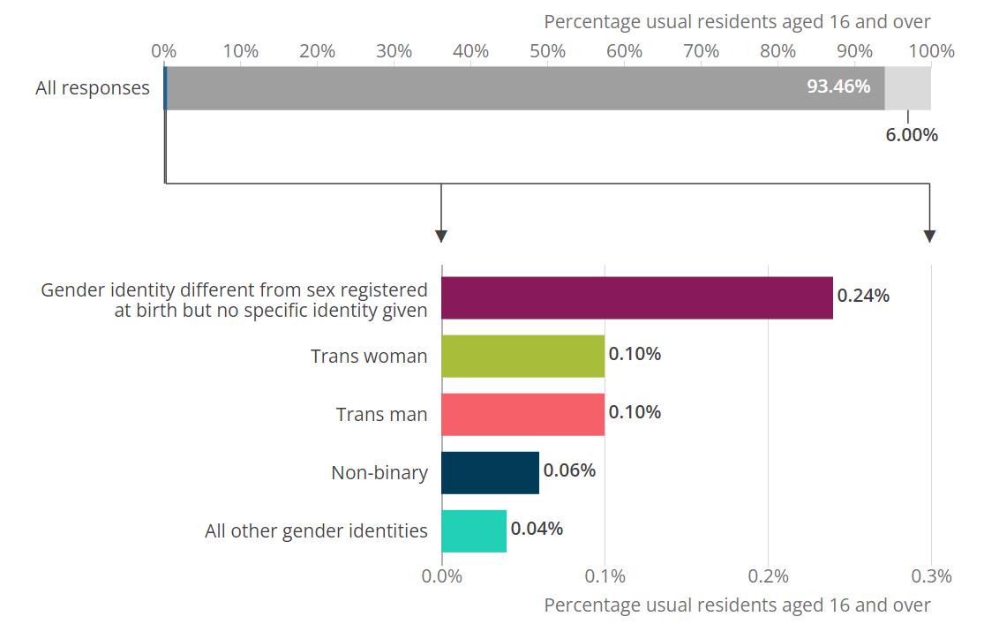 Percentage usual residents aged 16 and over
0% 10% 20% 30% 40% 50% 60% 70% 80% 90% 100%
All responses 93.46%
6.00%
Gender identity different from sex registered
at birth but no specific identity given 0.24%
Trans woman 0.10%
Trans man 0.10%
Non-binary 0.06%
All other gender identities 0.04%
0.0% 0.1% 0.2% 0.3%
Percentage usual residents aged 16 and over